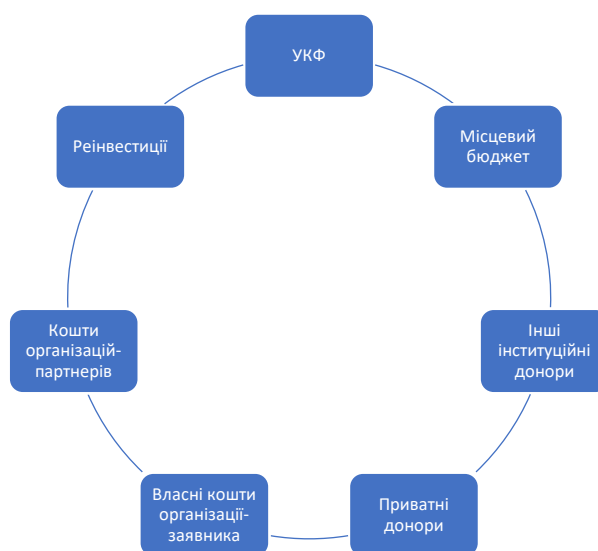 УКФ
Місцевий
бюджет
Інші
інституційні
донори
Приватні
донори
Власні кошти
організації-
заявника
Кошти
організацій-
партнерів
Реінвестиції